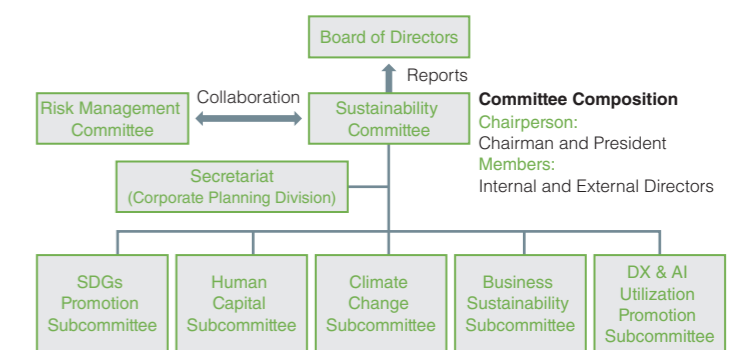 Board of Directors
Reports
Risk Management
Committee
Collaboration
Sustainability
Committee
Committee Composition
Chairperson:
Chairman and President
Members:
Internal and External Directors
Secretariat
(Corporate Planning Division)
SDGs
Promotion
Subcommittee
Human
Capital
Subcommittee
Climate
Change
Subcommittee
Business
Sustainability
Subcommittee
DX & AI
Utilization
Promotion
Subcommittee